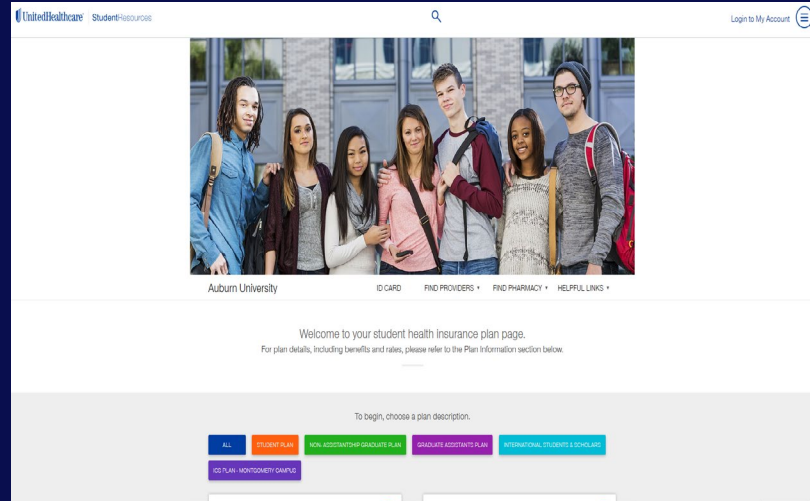 UnitedHealthcare StudentResources Login to My Account
Auburn University ID CARD FIND PROVIDERS FIND PHARMACY HELPFUL LINKS
Welcome to your student health insurance plan page.
For plan details, including benefits and rates, please refer to the Plan Information section below.
To begin, choose a plan description.
ALL STUDENT PLAN NON- ASSISTANTSHIP GRADUATE PLAN GRADUATE ASSISTANTS PLAN INTERNATIONAL STUDENTS & SCHOLARS
ICS PLAN - MONTGOMERY CAMPUS